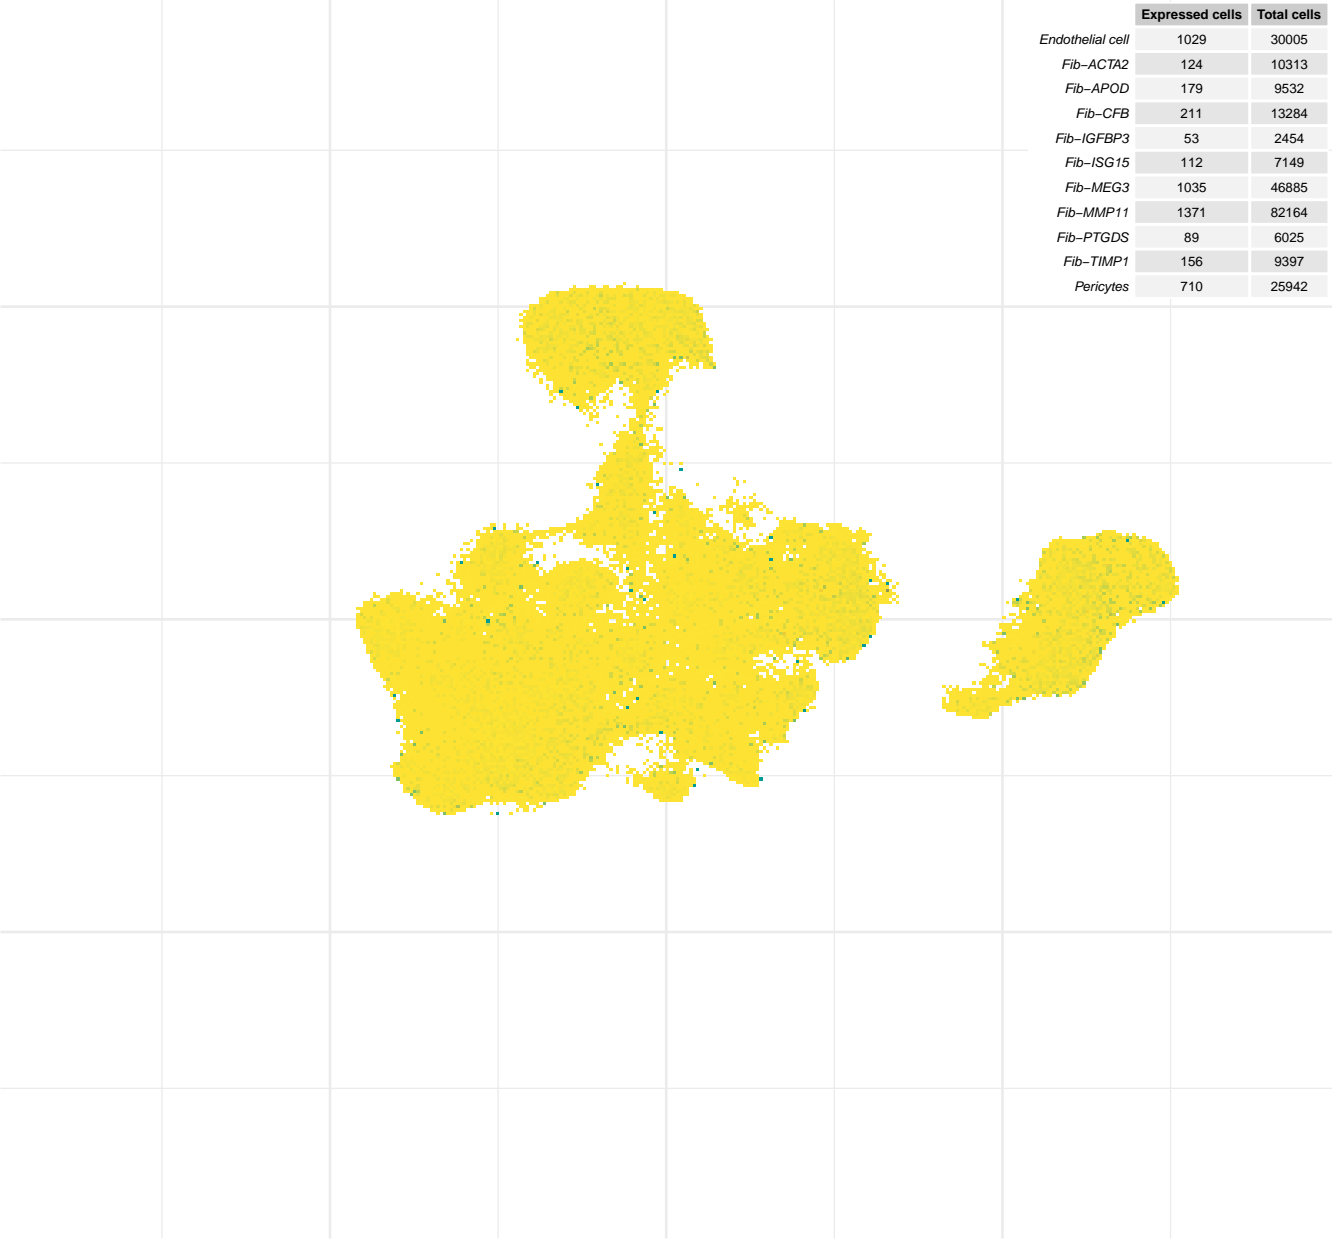 Expressed cells Total cells
Endothelial cell 1029 30005
Fib−ACTA2 124 10313
Fib−APOD 179 9532
Fib−CFB 211 13284
Fib−IGFBP3 53 2454
Fib−ISG15 112 7149
Fib−MEG3 1035 46885
Fib−MMP11 1371 82164
Fib−PTGDS 89 6025
Fib−TIMP1 156 9397
Pericytes 710 25942